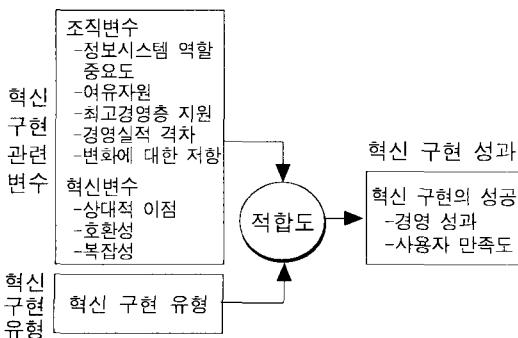 혁신
구현
관련
변수
조직변수
-정보시스템 역할
중요도
-여유자원
-최고경영층 지원
-경영실적 격차
-변화에 대한 저항
혁신변수
-상대적 이점
-호환성
-복잡성
혁신
구현
유형
혁신 구현 유형
적합도
혁신 구현 성과
혁신 구현의 성공
-경영 성과
-사용자 만족도